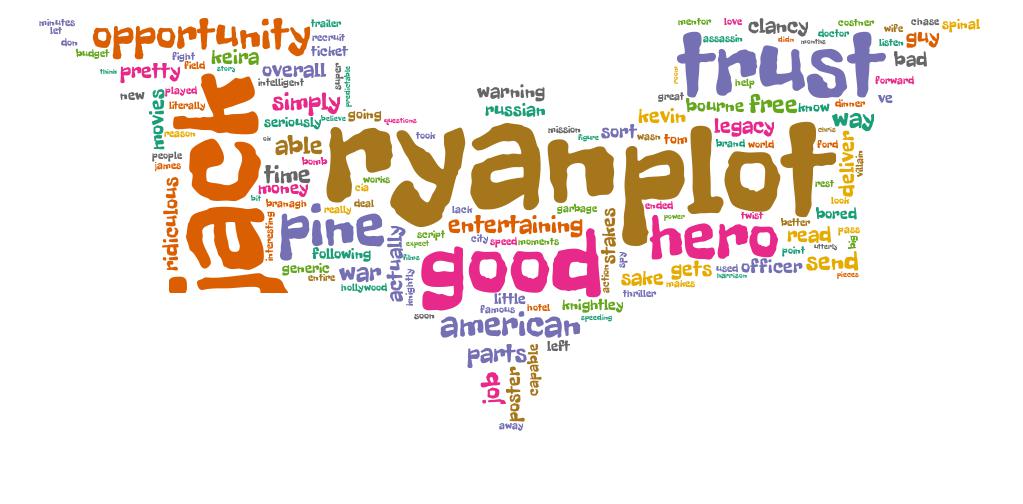 minutes
let
don
opportunity
trailer
recruit
budget
fight
keira
ticket
think
pretty
field
story
overall
super
predictable
new
movies
played
literally
jack
intelligent
simply
believe
going
questions
seriously
reason
ok
able
people
james
time
bomb
money
bit
branagh
works
cia
deal
really
ridiculous
interesting
pine
following
generic
entire
war
hollywood
actually
films
mightly
warning
russian
mission
figure
sort
took
ryan
lack
garbage
script
expect
entertaining
city
speed
moments
stakes
action
spy
good
little
famous
hotel
knightley
speeding
soon
american
parts
left
capable
job
poster
away
mentor
love
clancy
costner
wife
chase
spinal
assassin
didn
months
doctor
listen
guy
trust
bad
room
help
forward
ve
great
bourne
free
know
dinner
way
kevin
legacy
chris
wasn
tom
brand
world
ford
deliver
villain
plot
rest
look
ended
power
twist
better
bored
hero
read
pass
big
utterly
point
send
pieces
sake
gets
used
officer
harrison
makes
thriller